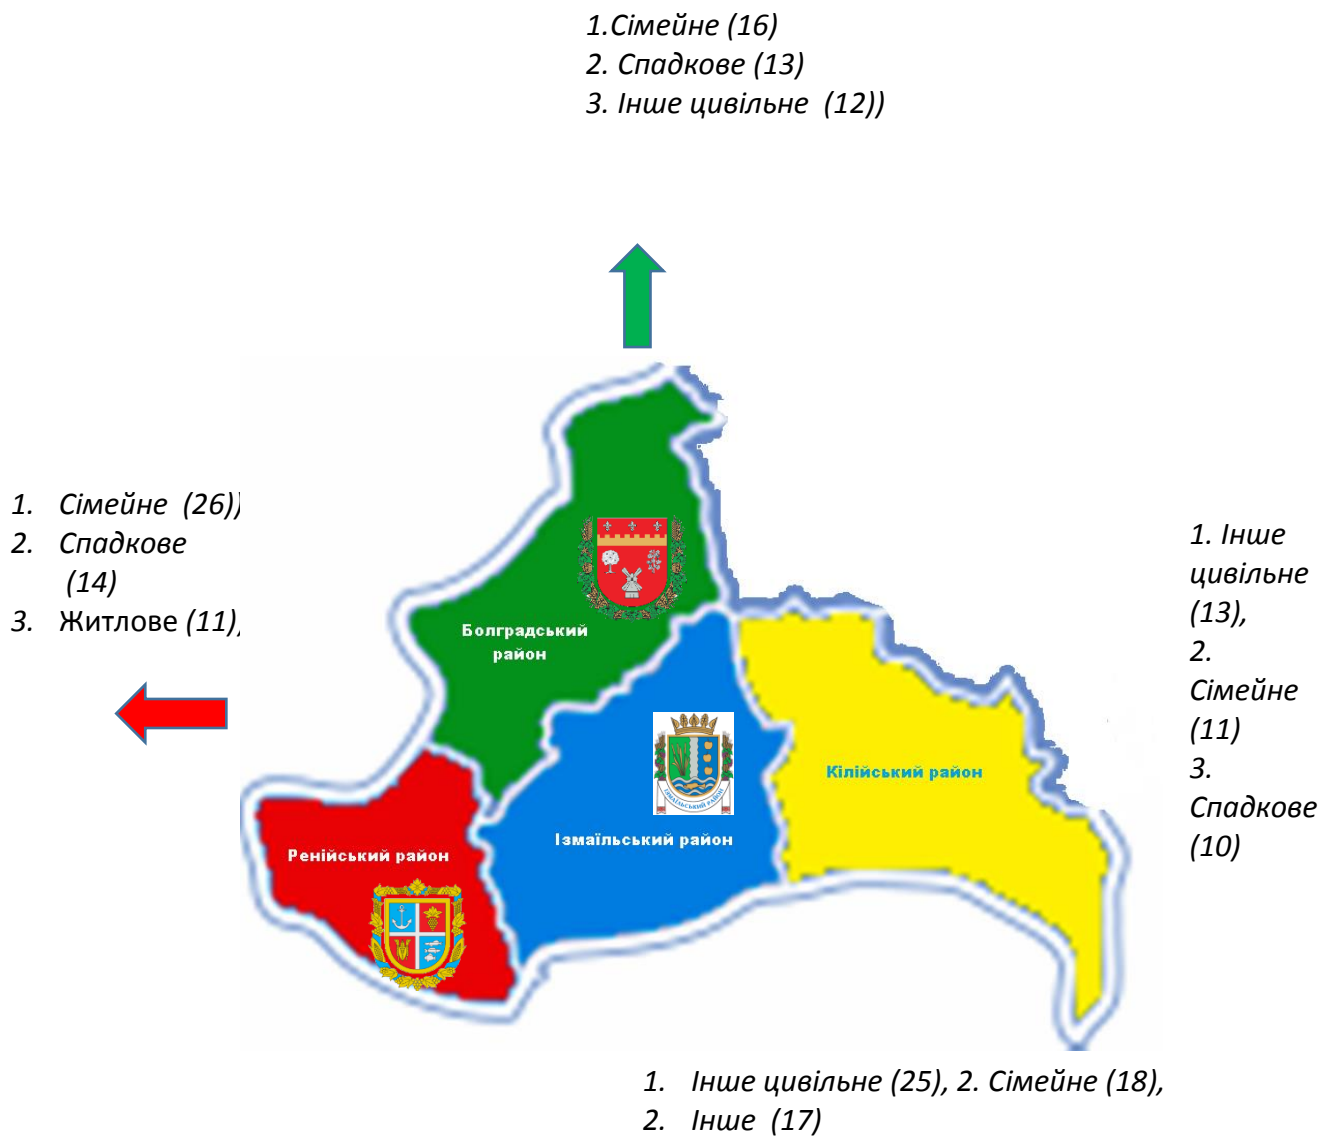 1.Сімейне (16)
2. Спадкове (13)
3. Інше цивільне (12))
1. Сімейне (26))
2. Спадкове
(14)
3. Житлове (11),
1. Інше
цивільне
(13),
2.
Сімейне
(11)
3.
Спадкове
(10)
Болградський
район
Кілійський район
ІЗМАЇЛЬСЬКИЙ РАЙОН
Ізмаїльський район
Ренійський район
1. Інше цивільне (25), 2. Сімейне (18),
2. Інше (17)